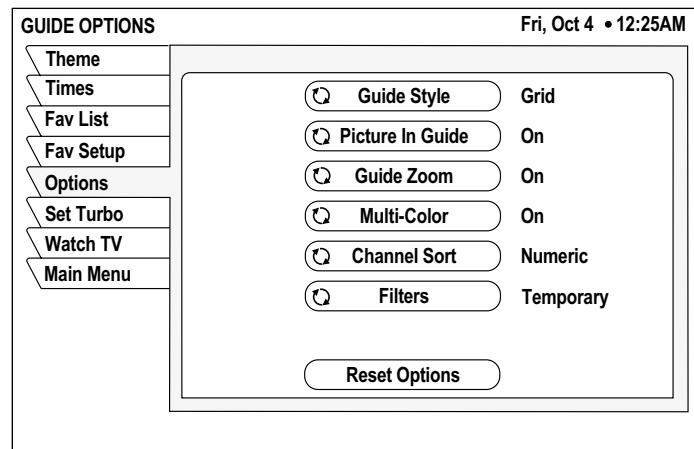 GUIDE OPTIONS Fri, Oct 4 • 12:25AM
Theme
Times
Fav List
Fav Setup
Options
Set Turbo
Watch TV
Main Menu
Guide Style Grid
Picture In Guide On
Guide Zoom On
Multi-Color On
Channel Sort Numeric
Filters Temporary
Reset Options